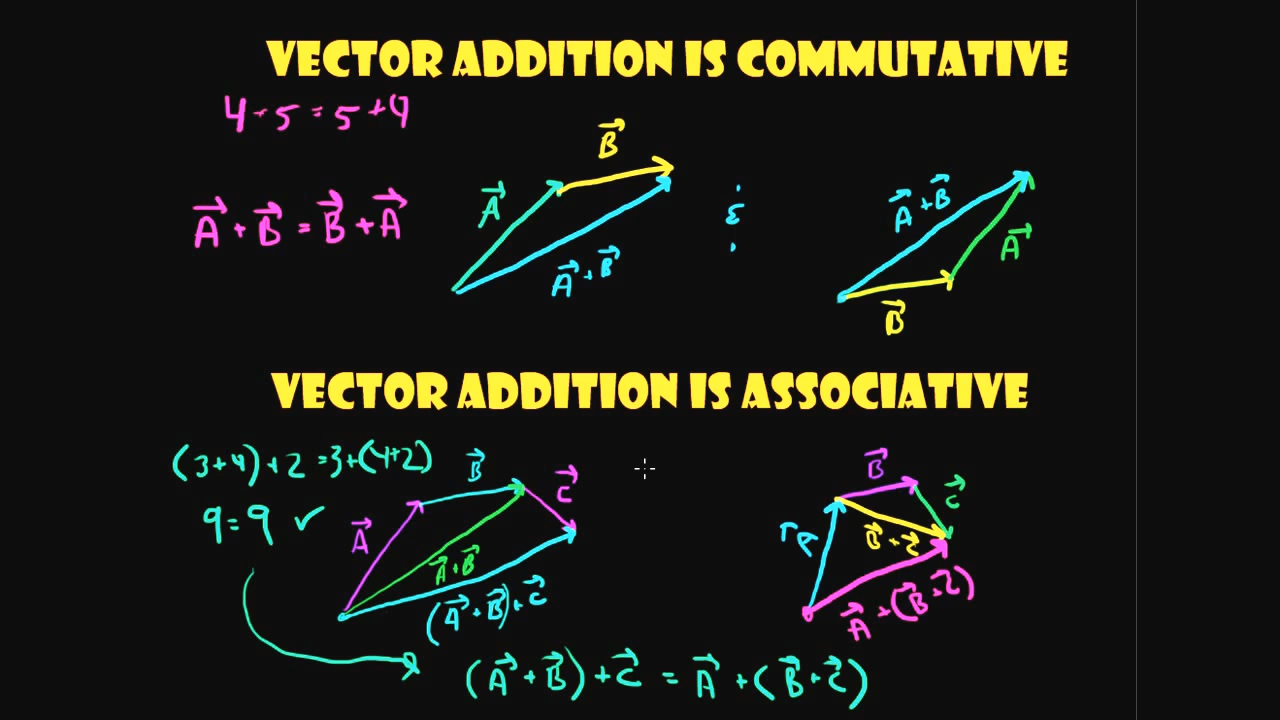 VECTOR ADDITION IS COMMUTATIVE
4+5=5+4
A⃗+B⃗=B⃗+A⃗
A⃗
B⃗
A⃗+B⃗
&
A⃗+B⃗
A⃗
B⃗
VECTOR ADDITION IS ASSOCIATIVE
(3+4)+2=3+(4+2)
9=9 ✓
A⃗
B⃗
C⃗
A⃗+B⃗
(A⃗+B⃗)+C⃗
A⃗
B⃗
C⃗
B⃗+C⃗
A⃗+(B⃗+C⃗)
(A⃗+B⃗)+C⃗=A⃗+(B⃗+C⃗)